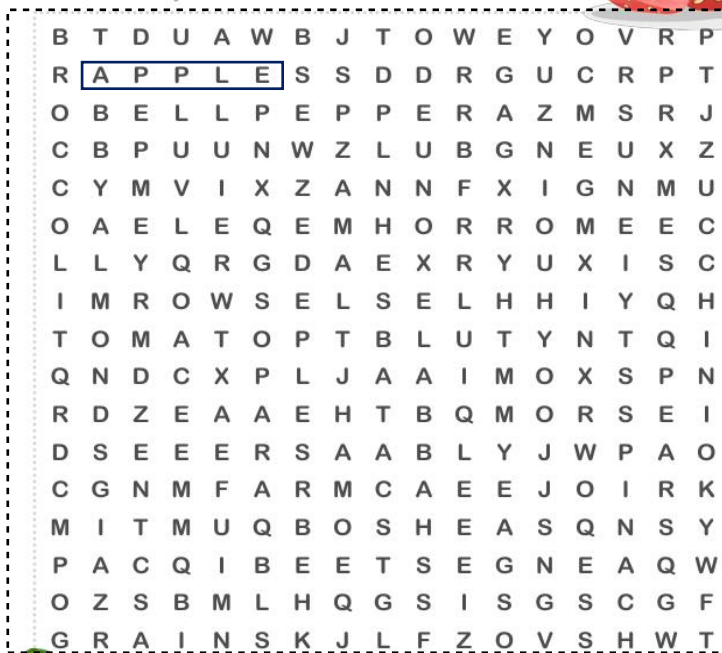 B T D U A W B J T O W E Y O V R P
R A P P L E S S D D R G U C R P T
O B E L L P E P P E R A Z M S R J
C B P U U N W Z L U B G N E U X Z
C Y M V I X Z A N N F X I G N M U
O A E L E Q E M H O R R O M E E C
L L Y Q R G D A E X R Y U X I S C
I M R O W S E L S E L H H I Y Q H
T O M A T O P T B L U T Y N T Q I
Q N D C X P L J A A I M O X S P N
R D Z E A A E H T B Q M O R S E I
D S E E E R S A A B L Y J W P A O
C G N M F A R M C A E E J O I R K
M I T M U Q B O S H E A S Q N S Y
P A C Q I B E E T S E G N E A Q W
O Z S B M L H Q G S I S G S C G F
G R A I N S K J L F Z O V S H W T